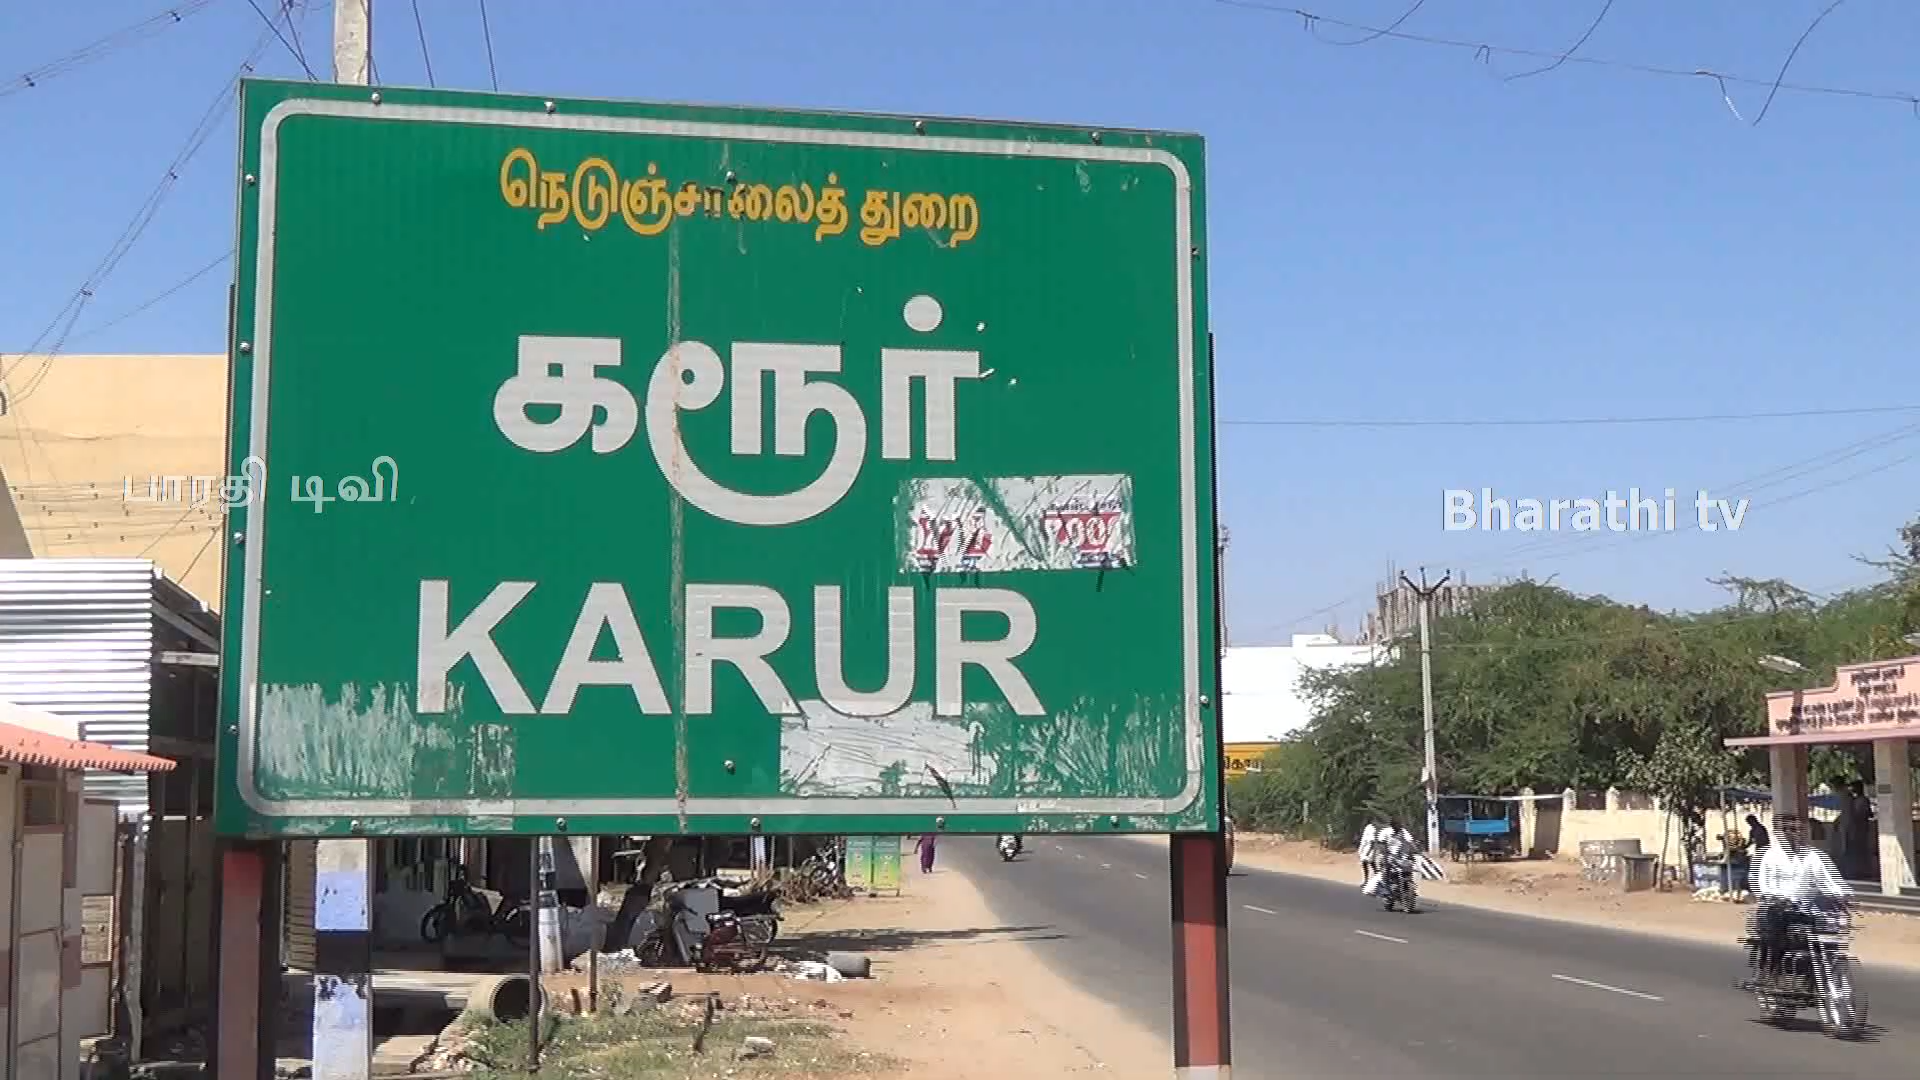 நெடுஞ்சாலைத் துறை
கரூர்
பாரதி டிவி
Bharathi tv
KARUR